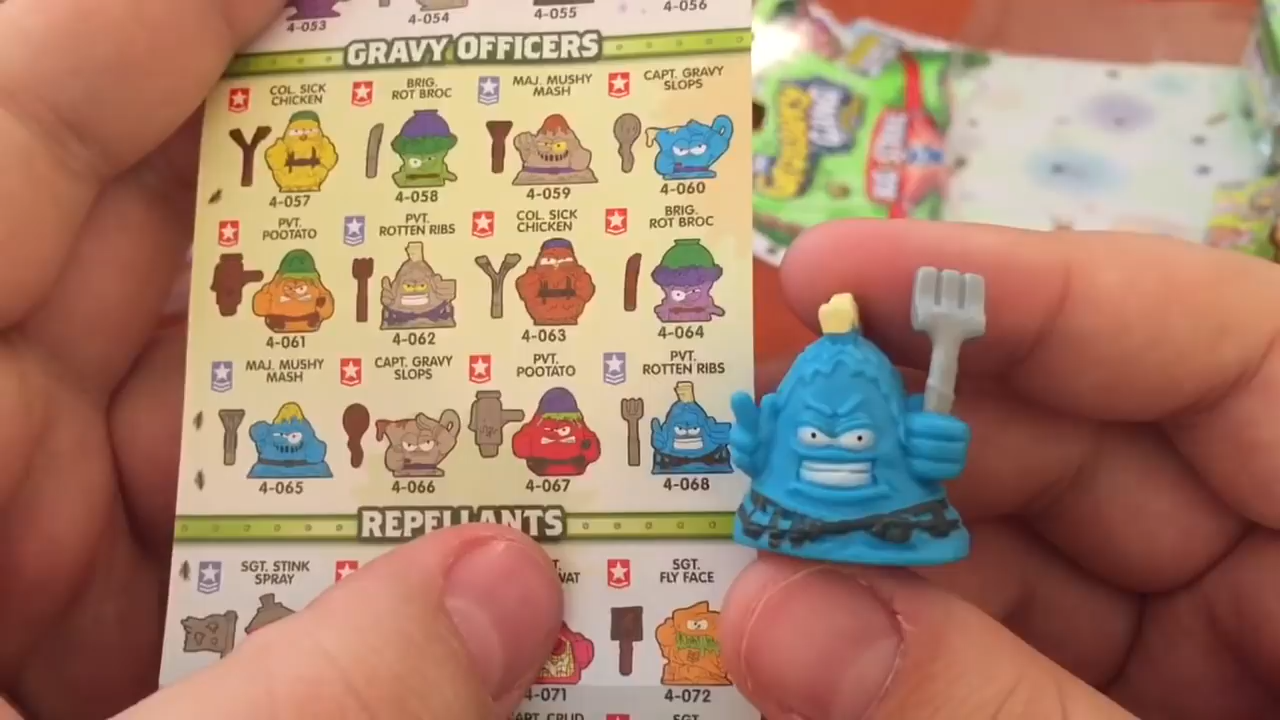 4-053 4-054 4-055 4-056
GRAVY OFFICERS
COL. SICK CHICKEN
BRIG. ROT BROC
MAJ. MUSHY MASH
CAPT. GRAVY SLOPS
4-057 4-058 4-059 4-060
PVT. POOTATO
PVT. ROTTEN RIBS
COL. SICK CHICKEN
BRIG. ROT BROC
4-061 4-062 4-063 4-064
MAJ. MUSHY MASH
CAPT. GRAVY SLOPS
PVT. POOTATO
PVT. ROTTEN RIBS
4-065 4-066 4-067 4-068
REPELLANTS
SGT. STINK SPRAY
SGT. FLY FACE
4-071 4-072
CAPT. CRUD
SGT.